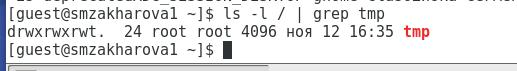 [guest@smzakharova1 ~]$ ls -l / | grep tmp
drwxrwxrwt.  24 root root 4096 ноя 12 16:35 tmp
[guest@smzakharova1 ~]$